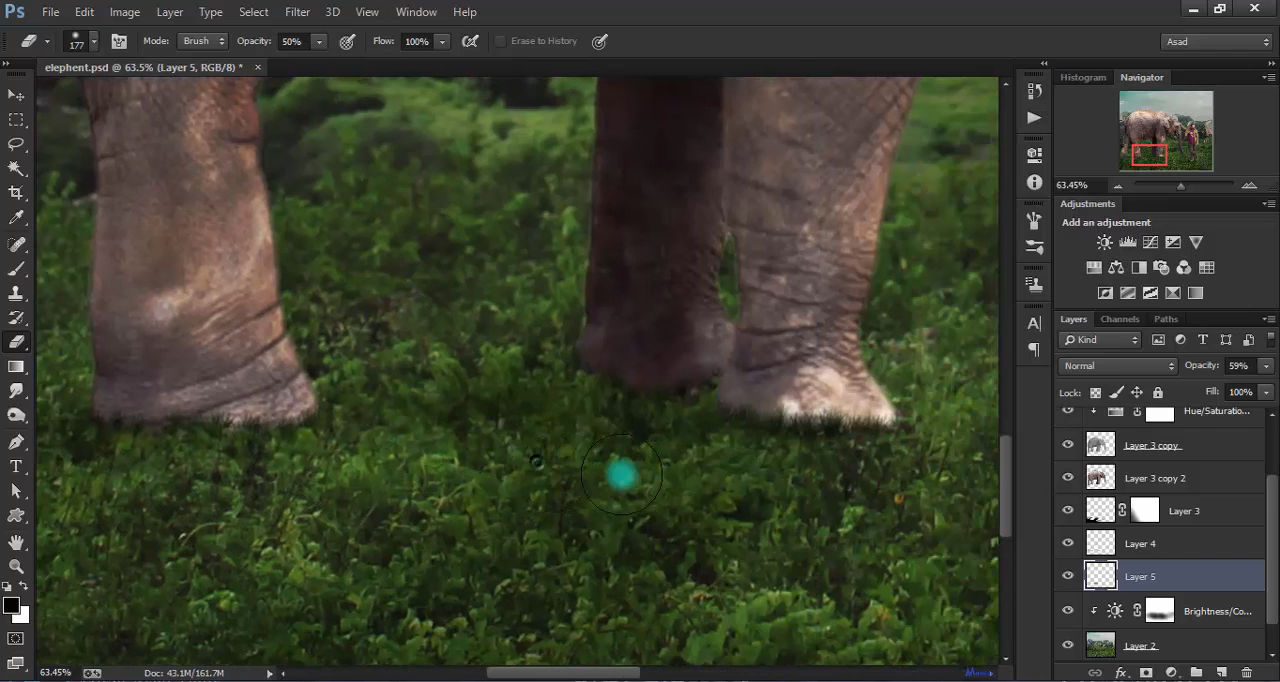 Ps File Edit Image Layer Type Select Filter 3D View Window Help
177 Mode: Brush Opacity: 50% Flow: 100% Erase to History Asad
elephent.psd @ 63.5% (Layer 5, RGB/8) * ×
Histogram Navigator
63.45%
Adjustments
Add an adjustment
Layers Channels Paths
Kind
Normal Opacity: 59%
Lock: Fill: 100%
Hue/Saturatio...
Layer 3 copy
Layer 3 copy 2
Layer 3
Layer 4
Layer 5
Brightness/Co...
Layer 2
63.45% Doc: 43.1M/161.7M